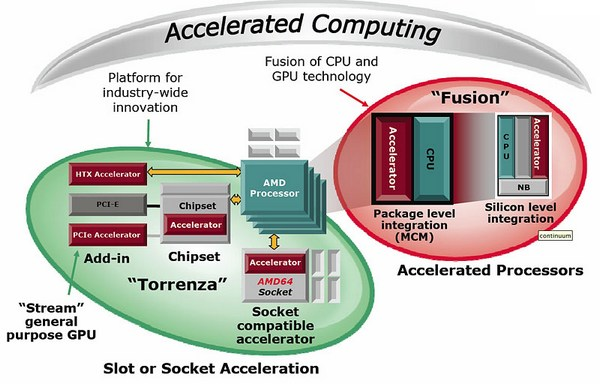 Accelerated Computing
Platform for
industry-wide
innovation
Fusion of CPU and
GPU technology
"Fusion"
HTX Accelerator
PCI-E
PCIe Accelerator
Add-in
Chipset
Accelerator
Chipset
AMD
Processor
Accelerator
AMD64
Socket
Socket
compatible
accelerator
"Torrenza"
"Stream"
general
purpose GPU
Slot or Socket Acceleration
Accelerator
CPU
Package level
integration
(MCM)
CPU
Accelerator
NB
Silicon level
integration
continuum
Accelerated Processors